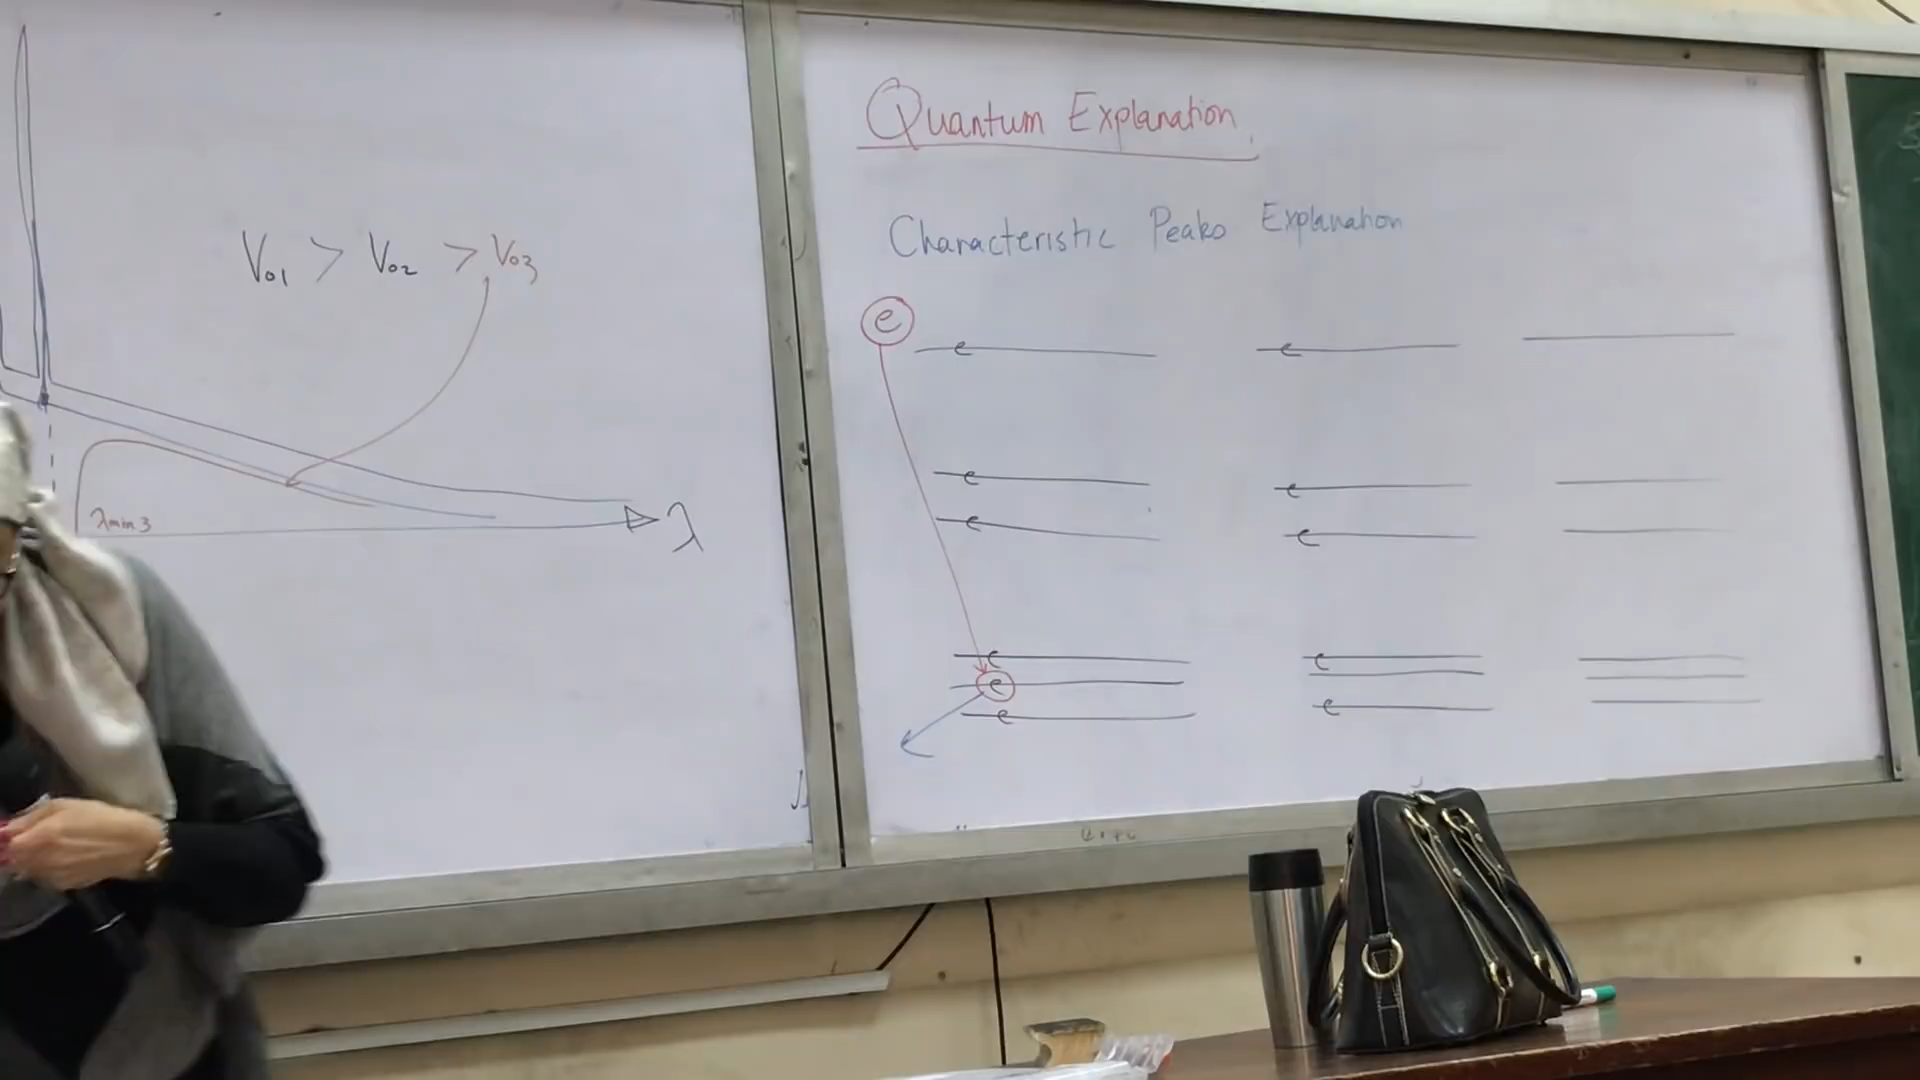 V01 > V02 > V03
λmin 3
λ
Quantum Explanation
Characteristic Peaks Explanation
e
e e
e e
e e
e e
e
e e